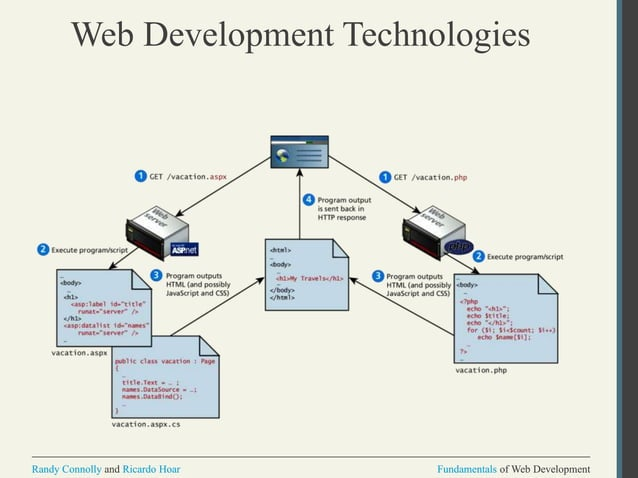 Web Development Technologies
1 GET /vacation.aspx
1 GET /vacation.php
4 Program output
is sent back in
HTTP response
Web
server
ASP.net
Web
server
php
2 Execute program/script
2 Execute program/script
3 Program outputs
HTML (and possibly
JavaScript and CSS)
3 Program outputs
HTML (and possibly
JavaScript and CSS)
<html>
…
<body>
…
<h1>My Travels</h1>
…
</body>
</html>
…
<body>
…
<h1>
<asp:label id="title"
runat="server" />
</h1>
<asp:datalist id="names"
runat="server" />
…
vacation.aspx
public class vacation : Page
{
…
title.Text = … ;
names.DataSource = …;
names.DataBind();
…
}
vacation.aspx.cs
…
<body>
…
<?php
echo "<h1>";
echo $title;
echo "</h1>";
for ($i; $i<$count; $i++)
echo $name[$i];
…
?>
…
vacation.php
Randy Connolly and Ricardo Hoar
Fundamentals of Web Development